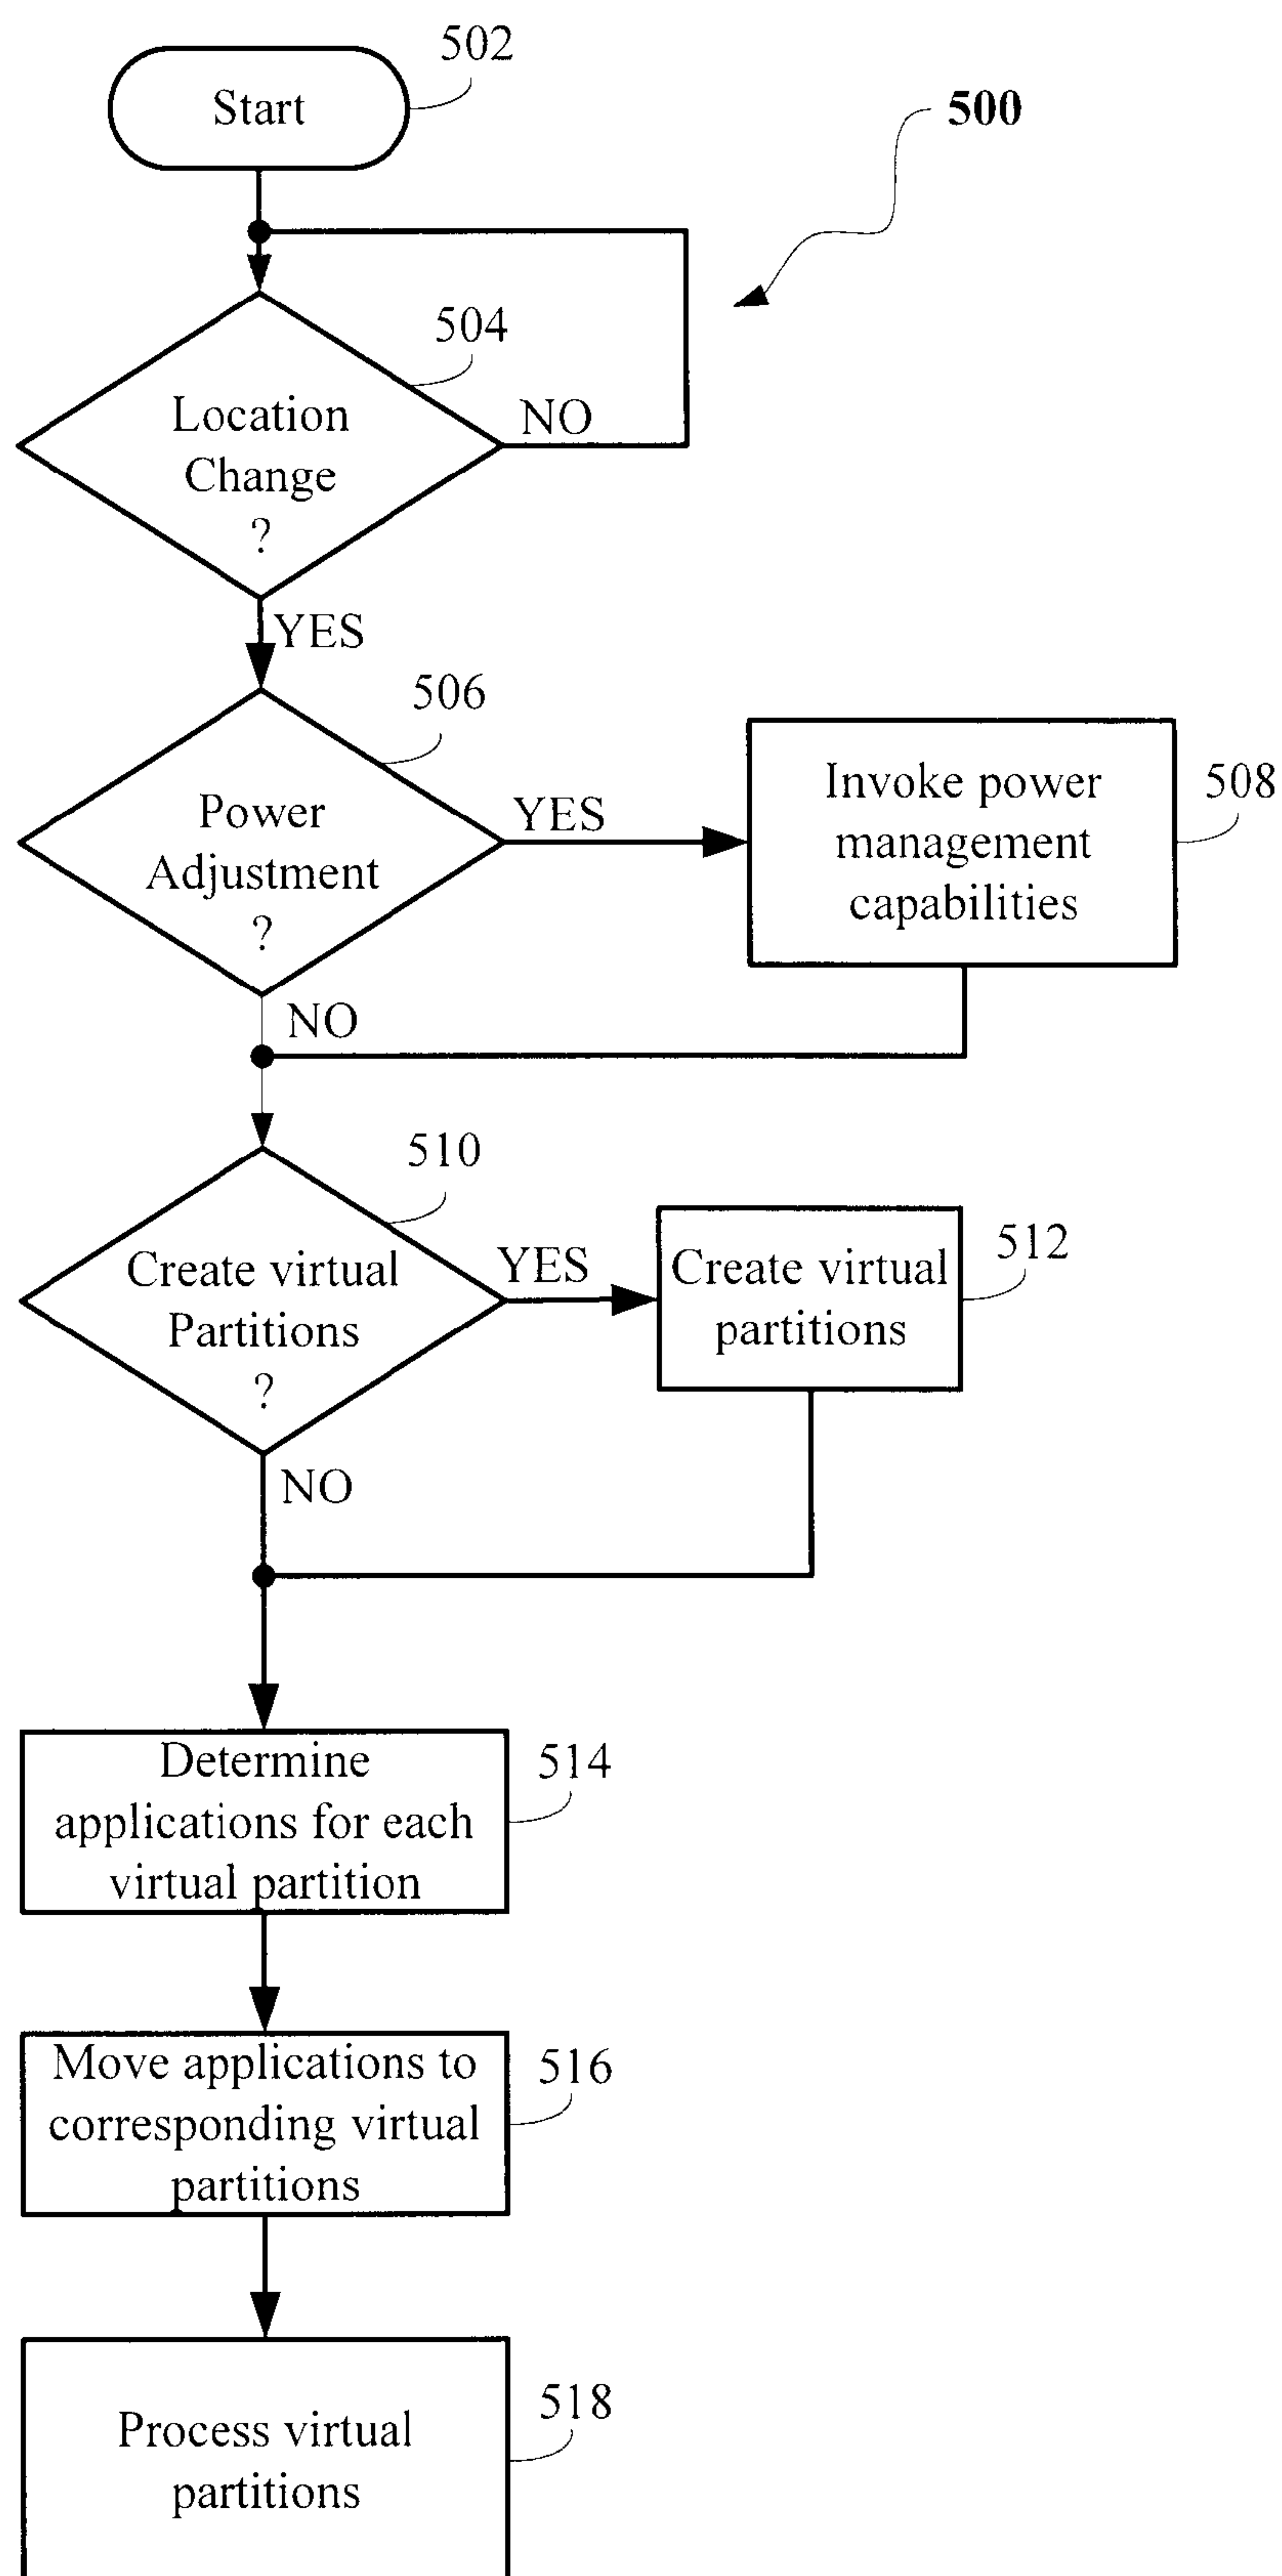 502
Start
500
504
Location
Change
?
NO
YES
506
Power
Adjustment
?
YES
Invoke power
management
capabilities
508
NO
510
Create virtual
Partitions
?
YES
Create virtual
partitions
512
NO
Determine
applications for each
virtual partition
514
Move applications to
corresponding virtual
partitions
516
Process virtual
partitions
518